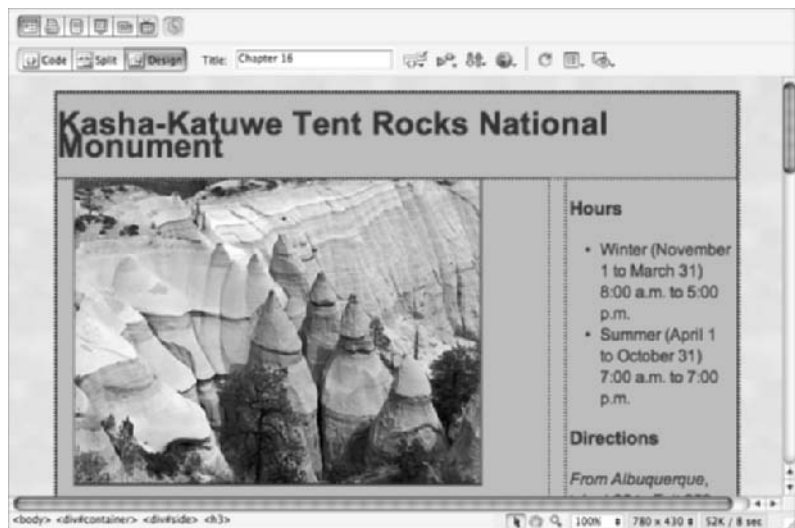 Code Split Design Title: Chapter 16
Kasha-Katuwe Tent Rocks National
Monument
Hours
• Winter (November
1 to March 31)
8:00 a.m. to 5:00
p.m.
• Summer (April 1
to October 31)
7:00 a.m. to 7:00
p.m.
Directions
From Albuquerque,
<body> <div#container> <div#side> <h3> 100% 780 x 430 52K / 8 sec